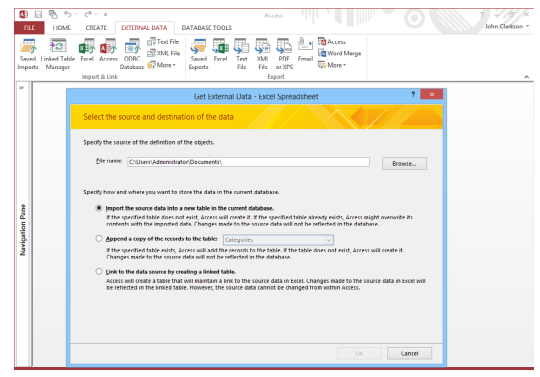 Access
John Clarkson
FILE HOME CREATE EXTERNAL DATA DATABASE TOOLS
Saved Imports
Linked Table Manager
Excel
Access
ODBC Database
Text File
XML File
More
Saved Exports
Excel
Text File
XML File
PDF or XPS
Email
Access
Word Merge
More
Import & Link
Export
Navigation Pane
Get External Data - Excel Spreadsheet
Select the source and destination of the data
Specify the source of the definition of the objects.
File name: C:\Users\Administrator\Documents\
Browse...
Specify how and where you want to store the data in the current database.
Import the source data into a new table in the current database.
If the specified table does not exist, Access will create it. If the specified table already exists, Access might overwrite its
contents with the imported data. Changes made to the source data will not be reflected in the database.
Append a copy of the records to the table: Categories
If the specified table exists, Access will add the records to the table. If the table does not exist, Access will create it.
Changes made to the source data will not be reflected in the database.
Link to the data source by creating a linked table.
Access will create a table that will maintain a link to the source data in Excel. Changes made to the source data in Excel will
be reflected in the linked table. However, the source data cannot be changed from within Access.
OK Cancel